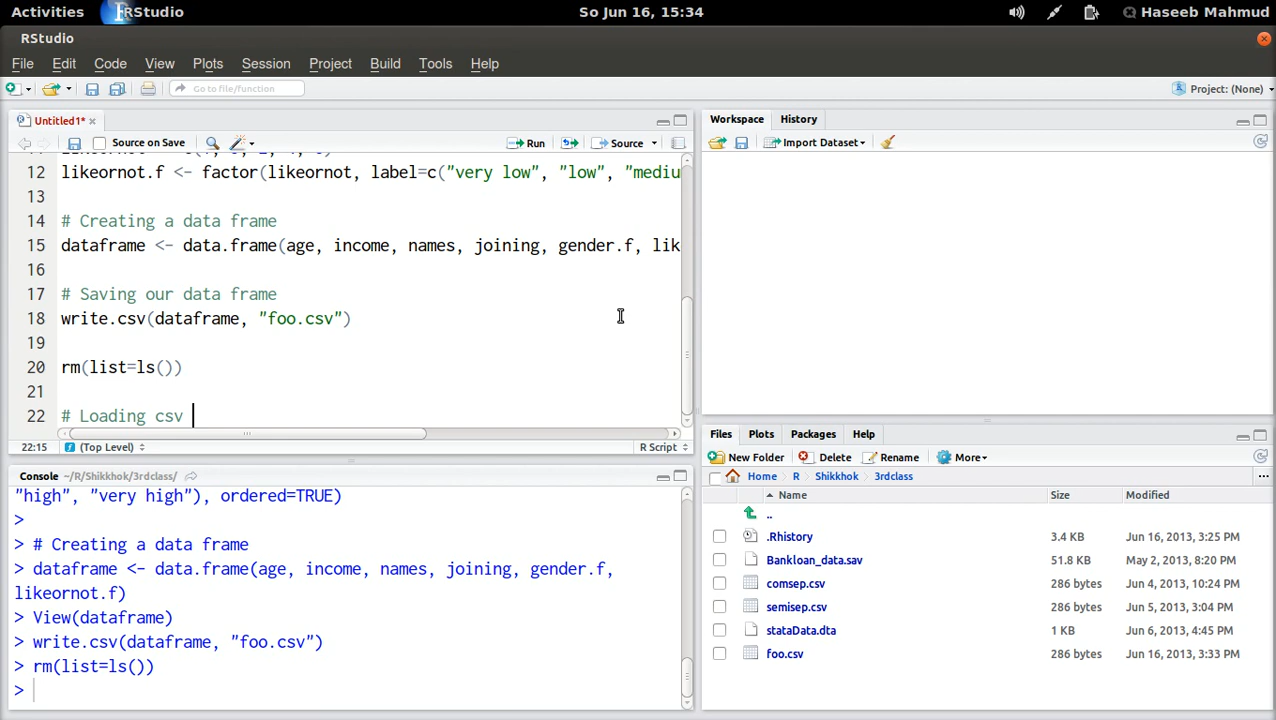 Activities RStudio So Jun 16, 15:34 Haseeb Mahmud
RStudio
File Edit Code View Plots Session Project Build Tools Help
Go to file/function Project: (None)
Untitled1* Workspace History
Source on Save Run Source Import Dataset
12 likeornot.f <- factor(likeornot, label=c("very low", "low", "mediu
13
14 # Creating a data frame
15 dataframe <- data.frame(age, income, names, joining, gender.f, lik
16
17 # Saving our data frame
18 write.csv(dataframe, "foo.csv")
19
20 rm(list=ls())
21
22 # Loading csv
22:15 (Top Level) R Script
Files Plots Packages Help
New Folder Delete Rename More
Home R Shikkhok 3rdclass
Name Size Modified
..
.Rhistory 3.4 KB Jun 16, 2013, 3:25 PM
Bankloan_data.sav 51.8 KB May 2, 2013, 8:20 PM
comsep.csv 286 bytes Jun 4, 2013, 10:24 PM
semisep.csv 286 bytes Jun 5, 2013, 3:04 PM
stataData.dta 1 KB Jun 6, 2013, 4:45 PM
foo.csv 286 bytes Jun 16, 2013, 3:33 PM
Console ~/R/Shikkhok/3rdclass/
"high", "very high"), ordered=TRUE)
>
> # Creating a data frame
> dataframe <- data.frame(age, income, names, joining, gender.f,
likeornot.f)
> View(dataframe)
> write.csv(dataframe, "foo.csv")
> rm(list=ls())
>